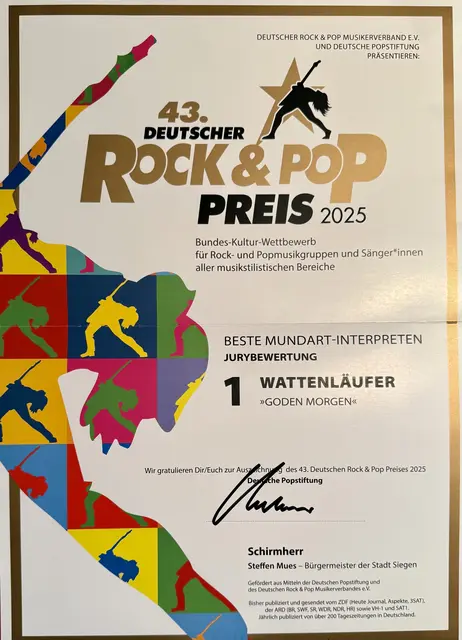 DEUTSCHER ROCK & POP MUSIKERVERBAND E.V.
UND DEUTSCHE POPSTIFTUNG
PRÄSENTIEREN:
43.
DEUTSCHER
ROCK & POP
PREIS 2025
Bundes-Kultur-Wettbewerb
für Rock- und Popmusikgruppen und Sänger*innen
aller musikstilistischen Bereiche
BESTE MUNDART-INTERPRETEN
JURYBEWERTUNG
1 WATTENLÄUFER
»GODEN MORGEN«
Wir gratulieren Dir/Euch zur Auszeichnung des 43. Deutschen Rock & Pop Preises 2025
Deutsche Popstiftung
Schirmherr
Steffen Mues – Bürgermeister der Stadt Siegen
Gefördert aus Mitteln der Deutschen Popstiftung und
des Deutschen Rock & Pop Musikerverbandes e.V.
Bisher publiziert und gesendet vom ZDF (Heute Journal, Aspekte, 3SAT),
der ARD (BR, SWF, SR, WDR, NDR, HR) sowie VH-1 und SAT1.
Jährlich publiziert von über 200 Tageszeitungen in Deutschland.